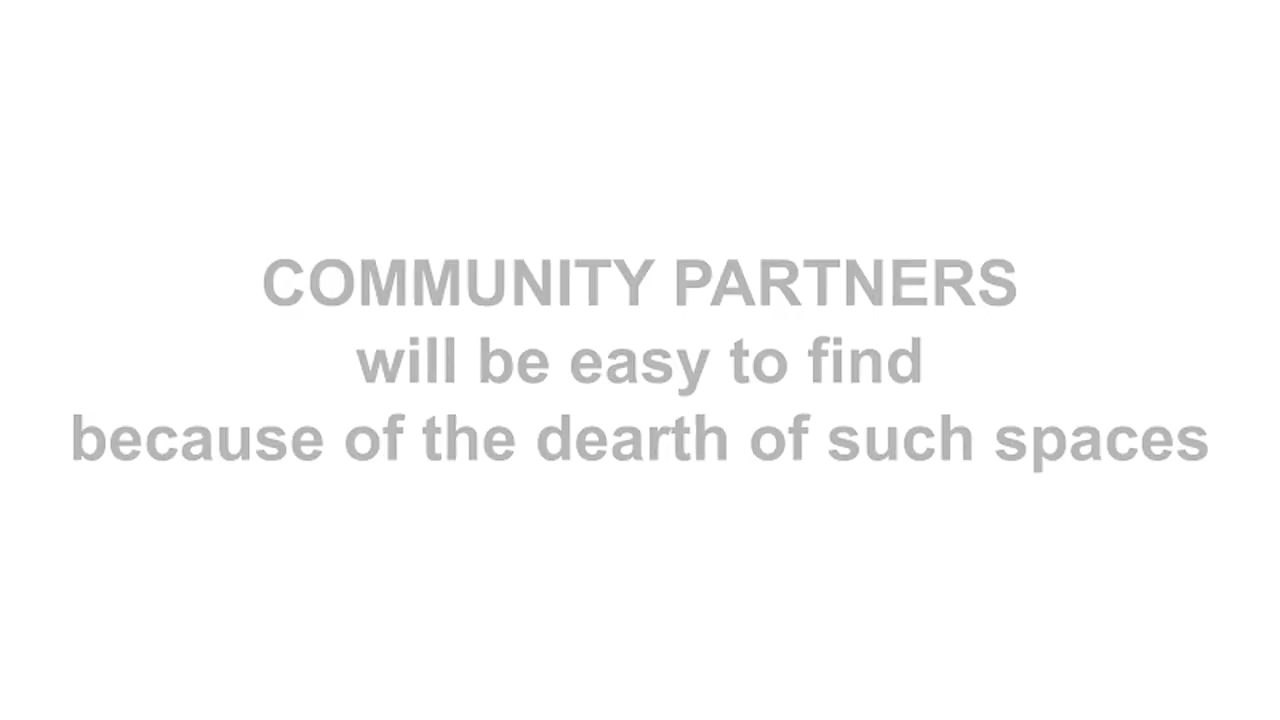 COMMUNITY PARTNERS
will be easy to find
because of the dearth of such spaces